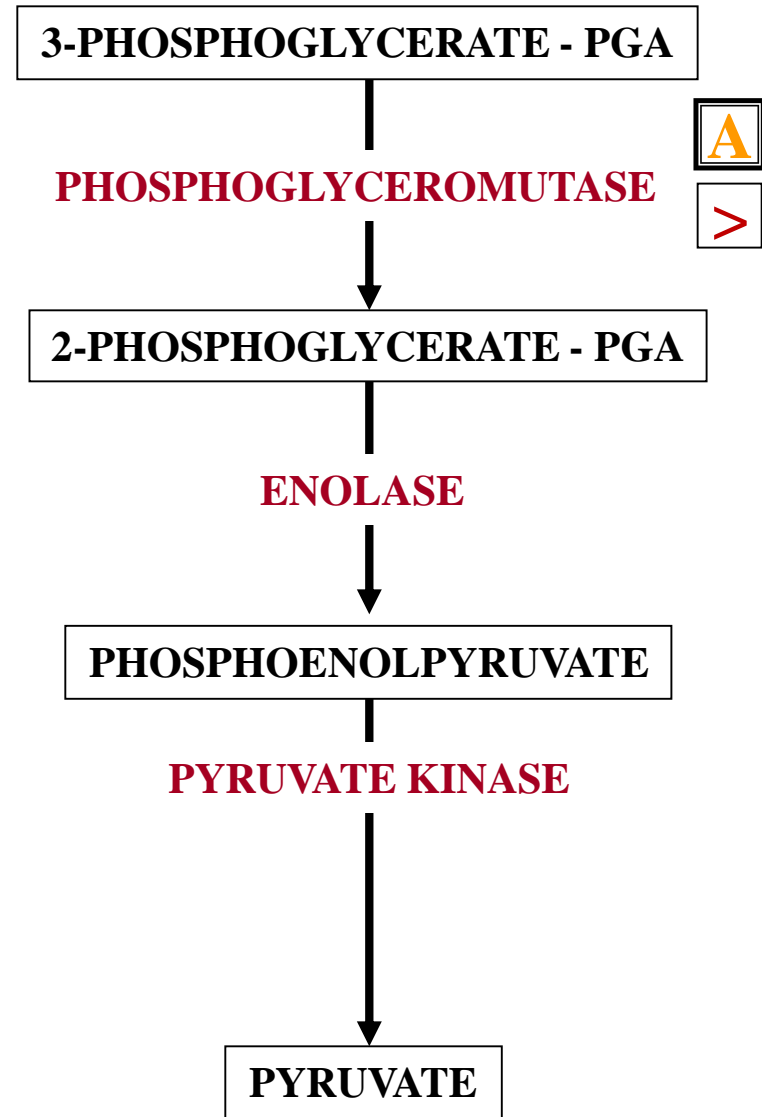 3-PHOSPHOGLYCERATE - PGA
A
PHOSPHOGLYCEROMUTASE
>
2-PHOSPHOGLYCERATE - PGA
ENOLASE
PHOSPHOENOLPYRUVATE
PYRUVATE KINASE
PYRUVATE